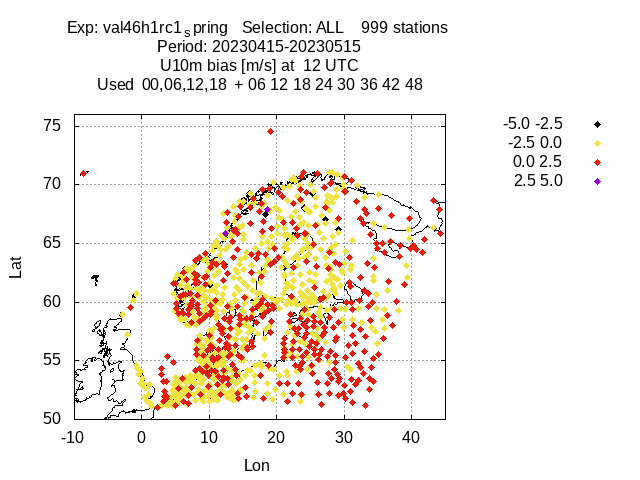 Exp: val46h1rc1spring Selection: ALL 999 stations
Period: 20230415-20230515
U10m bias [m/s] at 12 UTC
Used 00,06,12,18 + 06 12 18 24 30 36 42 48
-5.0 -2.5
-2.5 0.0
0.0 2.5
2.5 5.0
75
70
65
60
55
50
Lat
-10 0 10 20 30 40
Lon